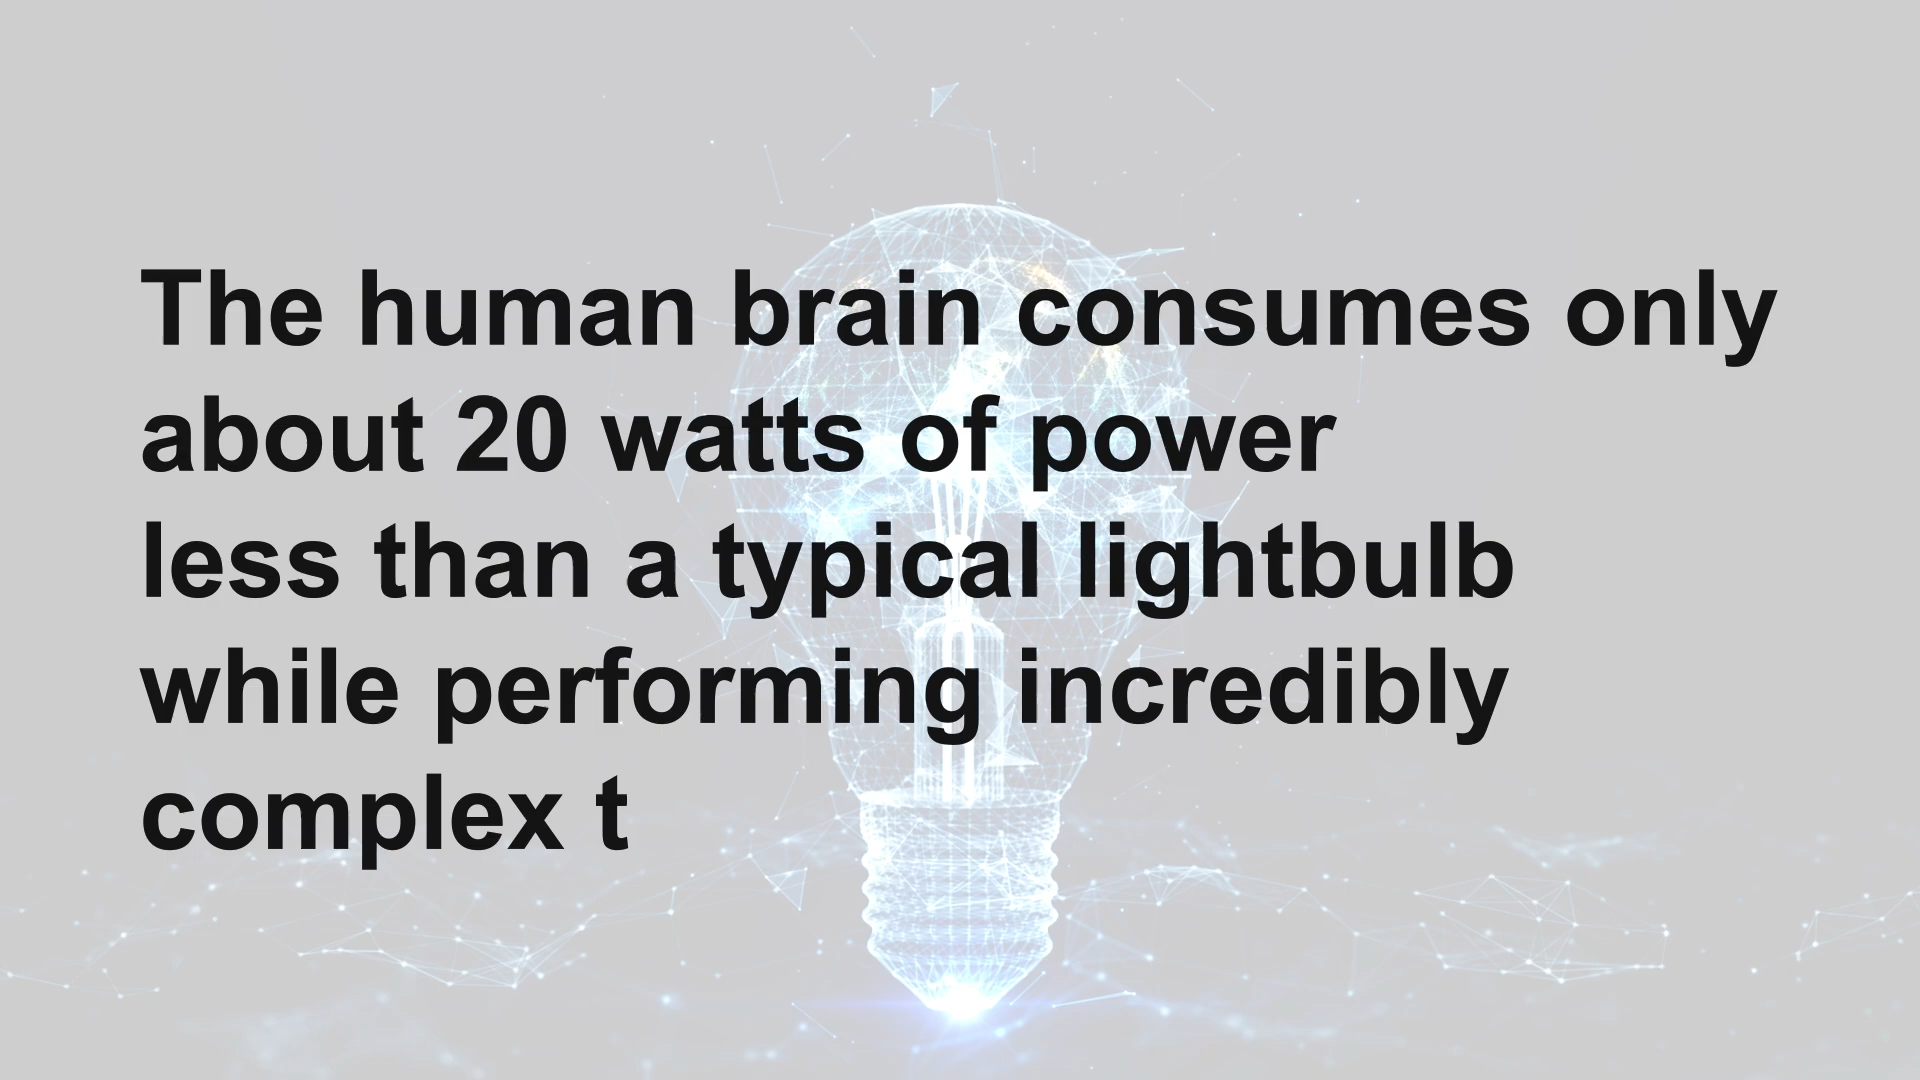 The human brain consumes only
about 20 watts of power
less than a typical lightbulb
while performing incredibly
complex t